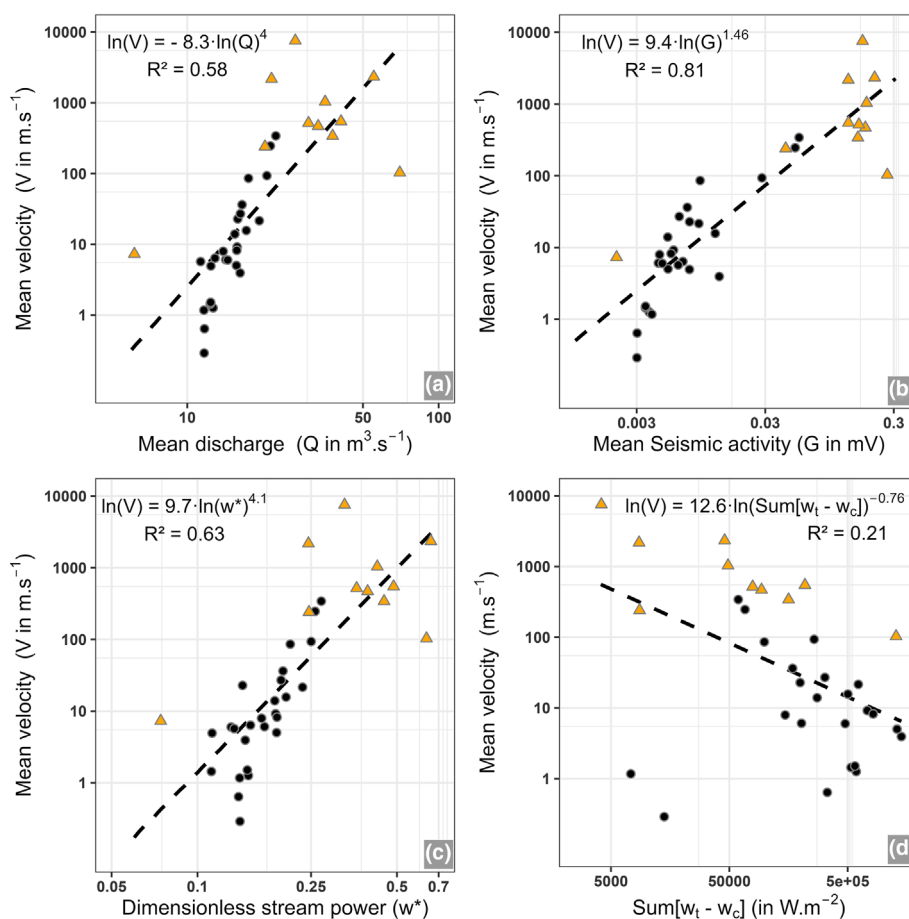 ln(V) = - 8.3·ln(Q)⁴
R² = 0.58
10000
1000
100
10
1
Mean velocity (V in m.s⁻¹)
(a)
10
50
100
Mean discharge (Q in m³.s⁻¹)
ln(V) = 9.4·ln(G)¹·⁴⁶
R² = 0.81
10000
1000
100
10
1
Mean velocity (V in m.s⁻¹)
(b
0.003
0.03
0.3
Mean Seismic activity (G in mV)
ln(V) = 9.7·ln(w*)⁴·¹
R² = 0.63
10000
1000
100
10
1
Mean velocity (V in m.s⁻¹)
(c)
0.05
0.1
0.25
0.5
0.7
Dimensionless stream power (w*)
ln(V) = 12.6·ln(Sum[wₜ - w_c])⁻⁰·⁷⁶
R² = 0.21
10000
1000
100
10
1
Mean velocity (m.s⁻¹)
(d
5000
50000
5e+05
Sum[wₜ - w_c] (in W.m⁻²)